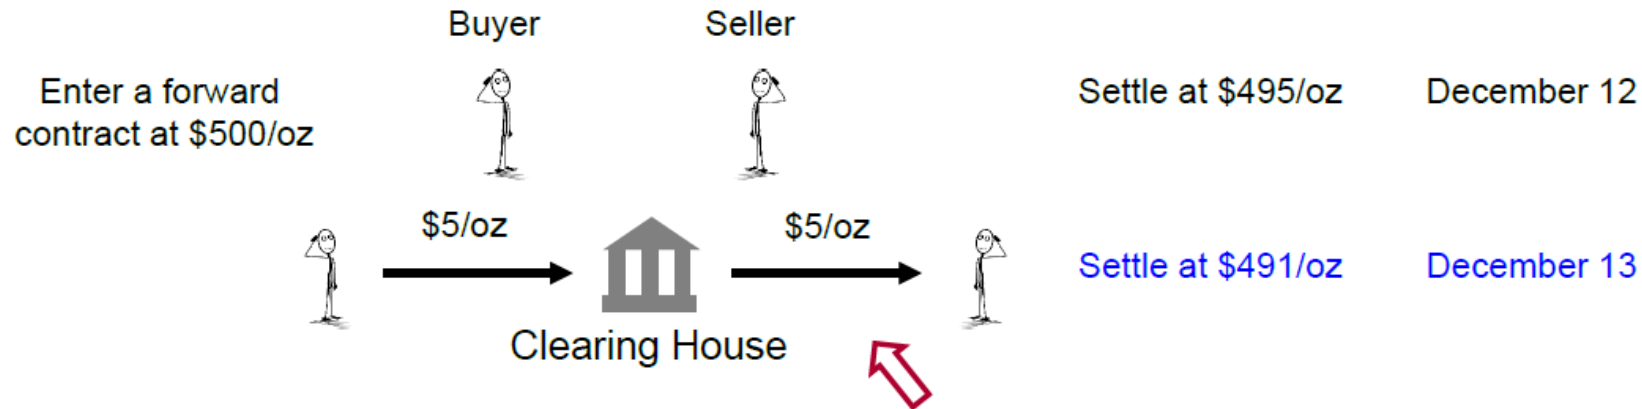 Buyer
Seller
Enter a forward
contract at $500/oz
Settle at $495/oz
December 12
$5/oz
$5/oz
Settle at $491/oz
December 13
Clearing House